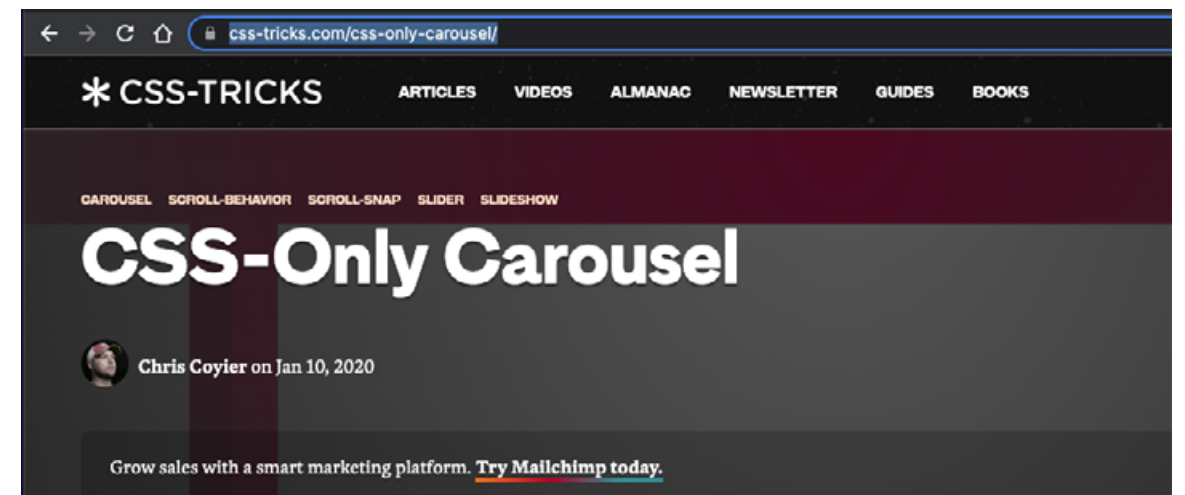 css-tricks.com/css-only-carousel/
CSS-TRICKS ARTICLES VIDEOS ALMANAC NEWSLETTER GUIDES BOOKS
CAROUSEL SCROLL-BEHAVIOR SCROLL-SNAP SLIDER SLIDESHOW
CSS-Only Carousel
Chris Coyier on Jan 10, 2020
Grow sales with a smart marketing platform. Try Mailchimp today.